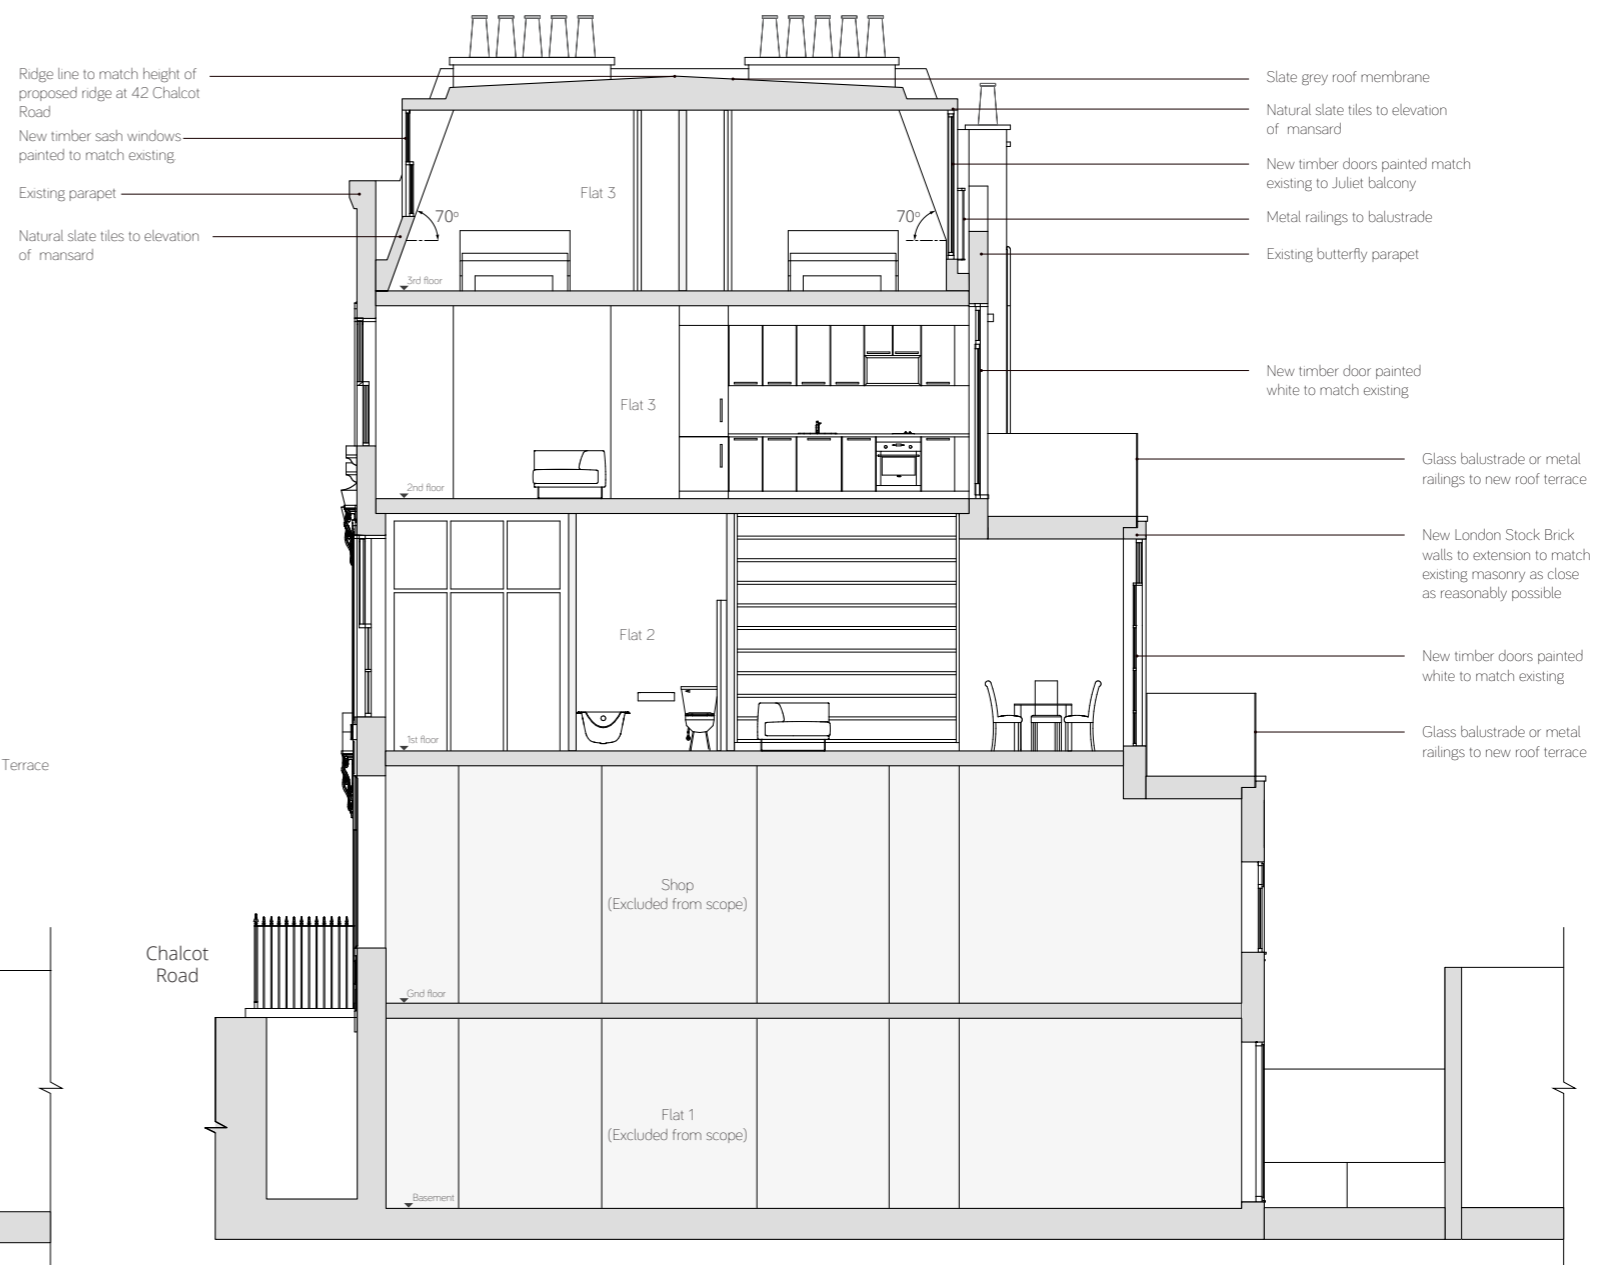 Ridge line to match height of
proposed ridge at 42 Chalcot
Road
New timber sash windows
painted to match existing.
Existing parapet
Natural slate tiles to elevation
of mansard
Slate grey roof membrane
Natural slate tiles to elevation
of mansard
New timber doors painted match
existing to Juliet balcony
Metal railings to balustrade
Existing butterfly parapet
New timber door painted
white to match existing
Glass balustrade or metal
railings to new roof terrace
New London Stock Brick
walls to extension to match
existing masonry as close
as reasonably possible
New timber doors painted
white to match existing
Glass balustrade or metal
railings to new roof terrace
Flat 3
70°
70°
3rd floor
Flat 3
2nd floor
Flat 2
1st floor
Terrace
Shop
(Excluded from scope)
Chalcot
Road
Gnd floor
Flat 1
(Excluded from scope)
Basement